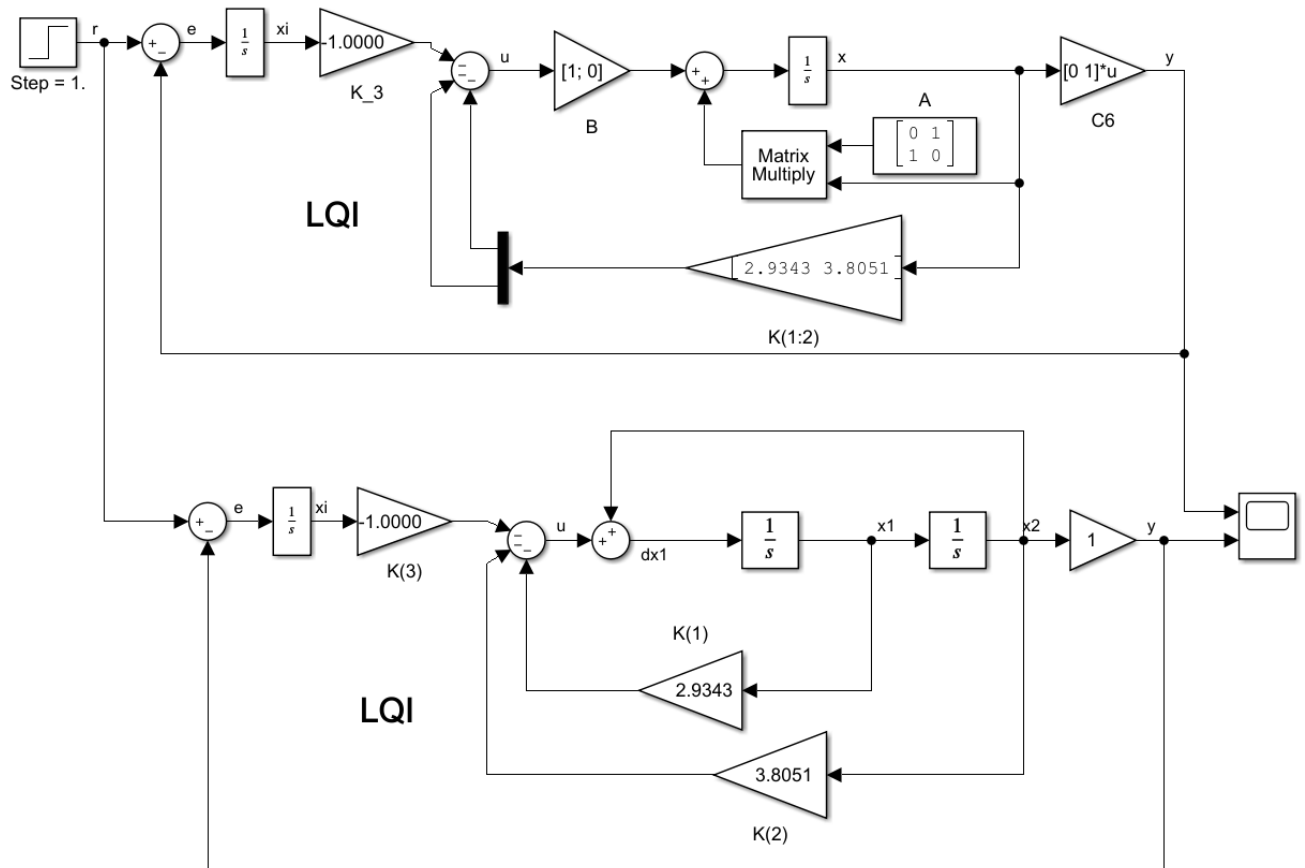 r
Step = 1.
+
−
e
1
s
xi
-1.0000
K_3
−
−
−
u
[1; 0]
B
+
+
1
s
x
[0 1]*u
C6
y
A
0 1
1 0
Matrix
Multiply
LQI
2.9343 3.8051
K(1:2)
+
−
e
1
s
xi
-1.0000
K(3)
−
−
−
u
+
+
dx1
1
s
x1
1
s
x2
1
y
K(1)
2.9343
LQI
3.8051
K(2)